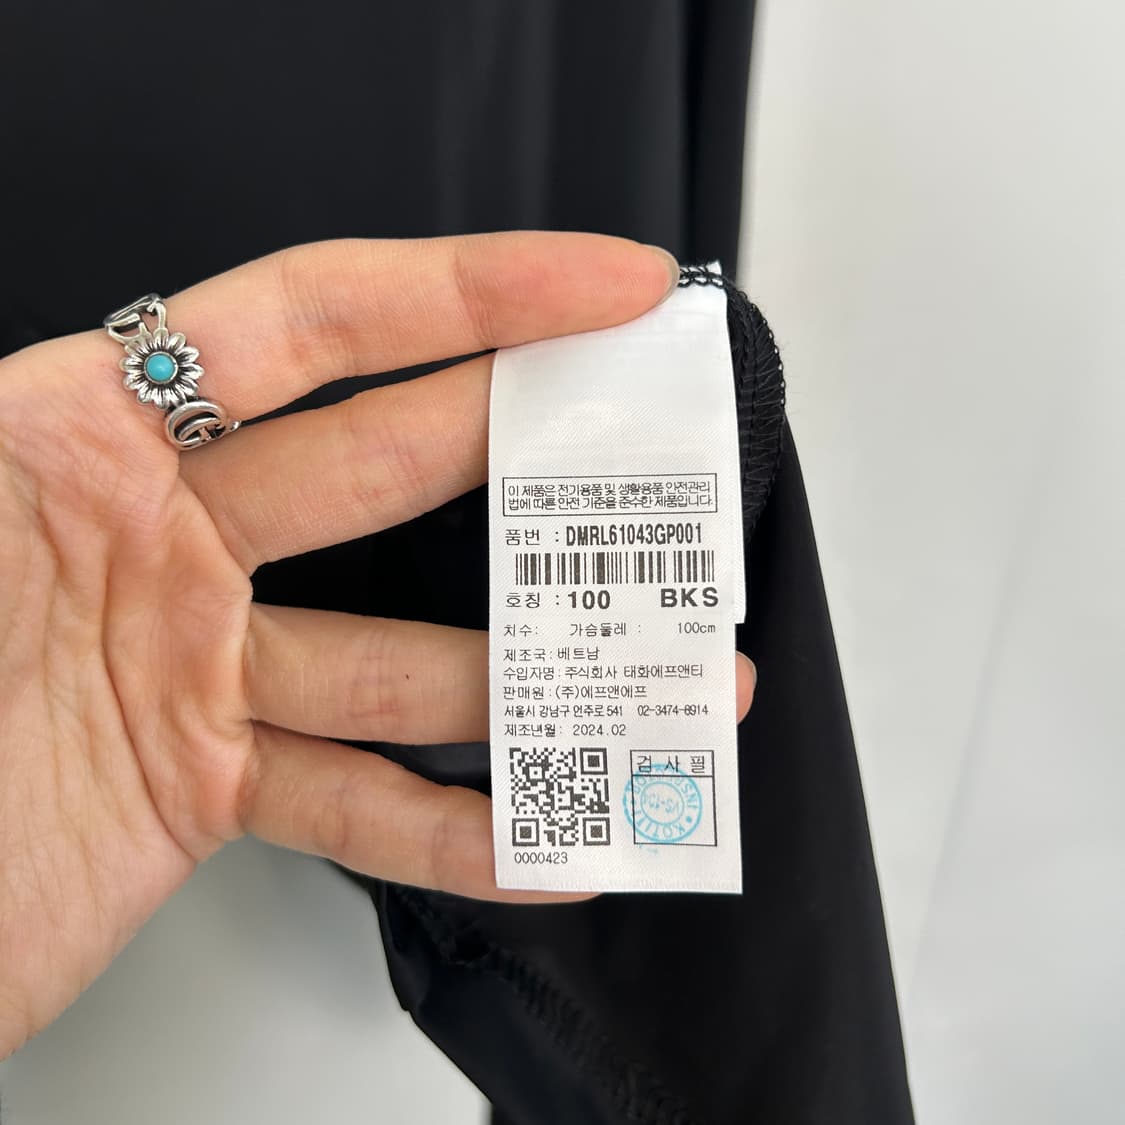 이 제품은 전기용품 및 생활용품 안전관리
법에 따른 안전 기준을 준수한 제품입니다.
품번 : DMRL61043GP001
호칭 : 100 BKS
치수: 가슴둘레 : 100cm
제조국: 베트남
수입자명: 주식회사 태화에프앤티
판매원: (주)에프앤에프
서울시 강남구 언주로 541 02-3474-6914
제조년월: 2024.02
검 사 필
KOTITI
0000423